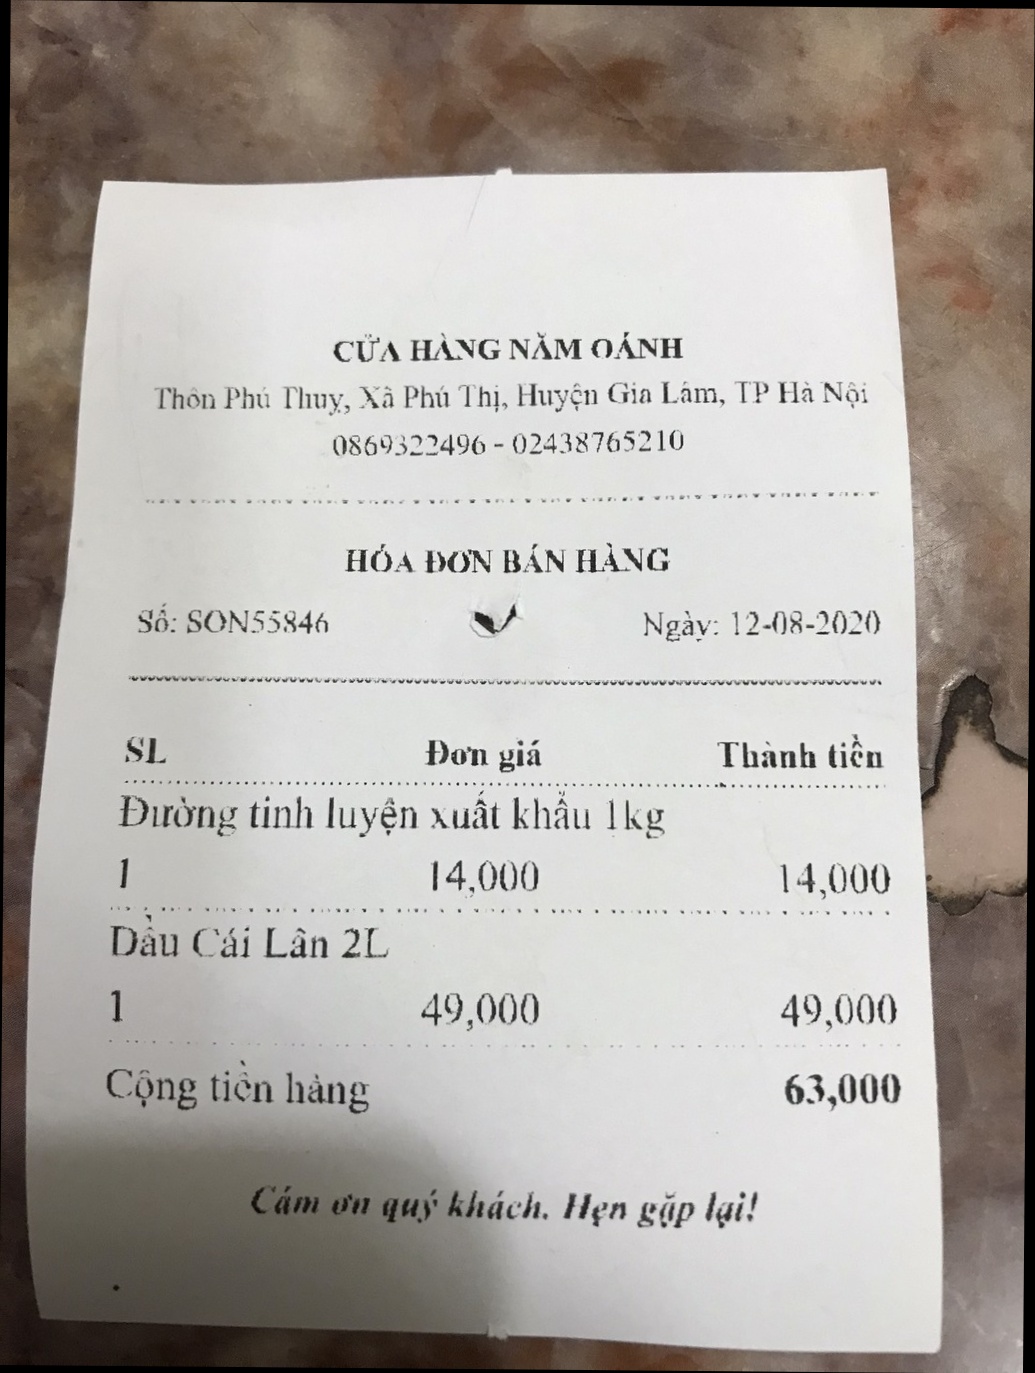 CỬA HÀNG NĂM OÁNH
Thôn Phú Thuỵ, Xã Phú Thị, Huyện Gia Lâm, TP Hà Nội
0869322496 - 02438765210
HÓA ĐƠN BÁN HÀNG
Số: SON55846 Ngày: 12-08-2020
SL Đơn giá Thành tiền
Đường tinh luyện xuất khẩu 1kg
1 14,000 14,000
Dầu Cái Lân 2L
1 49,000 49,000
Cộng tiền hàng 63,000
Cám ơn quý khách. Hẹn gặp lại!